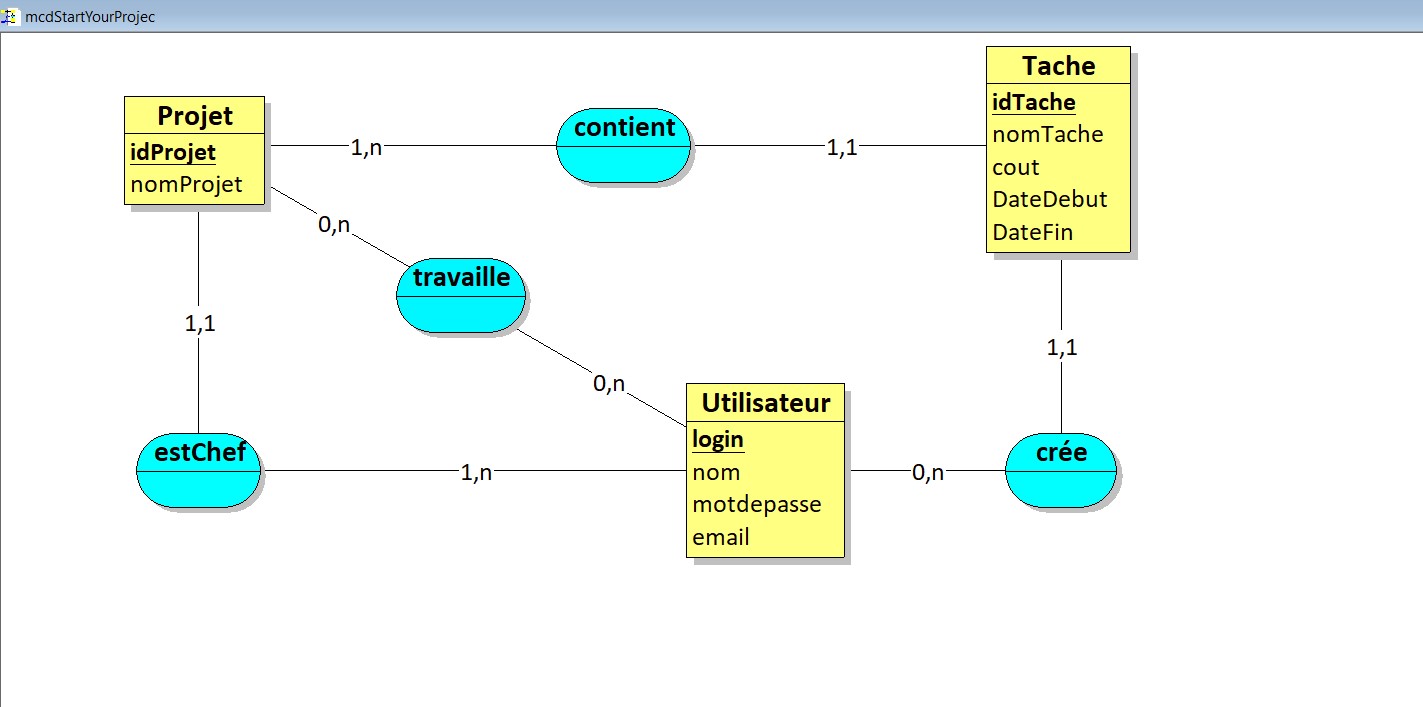 mcdStartYourProjec
Projet
idProjet
nomProjet
1,n
contient
1,1
Tache
idTache
nomTache
cout
DateDebut
DateFin
0,n
travaille
0,n
1,1
1,1
estChef
1,n
Utilisateur
login
nom
motdepasse
email
0,n
crée